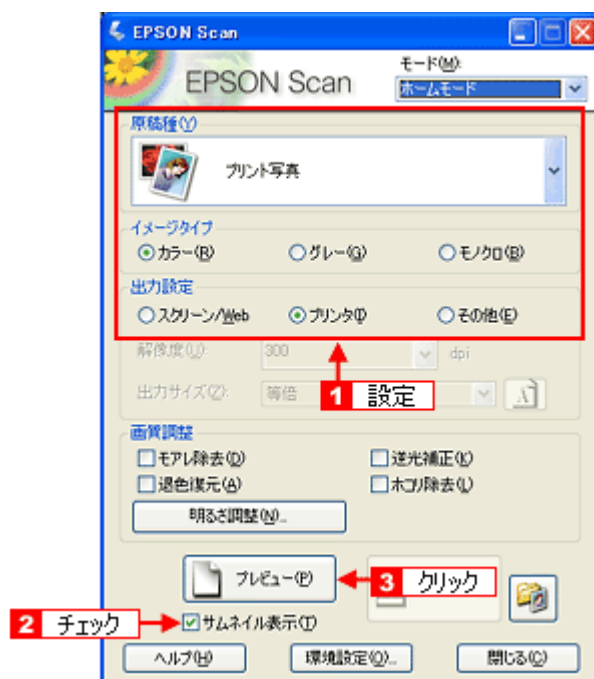 EPSON Scan
EPSON Scan
モード(M):
ホームモード
原稿種(Y)
プリント写真
イメージタイプ
カラー(R) グレー(G) モノクロ(B)
出力設定
スクリーン/Web プリンタ(I) その他(E)
解像度(U): 300 dpi
出力サイズ(Z): 等倍
1 設定
画質調整
モアレ除去(D) 逆光補正(K)
退色復元(A) ホコリ除去(L)
明るさ調整(N)...
プレビュー(P) 3 クリック
2 チェック サムネイル表示(T)
ヘルプ(H) 環境設定(O)... 閉じる(C)